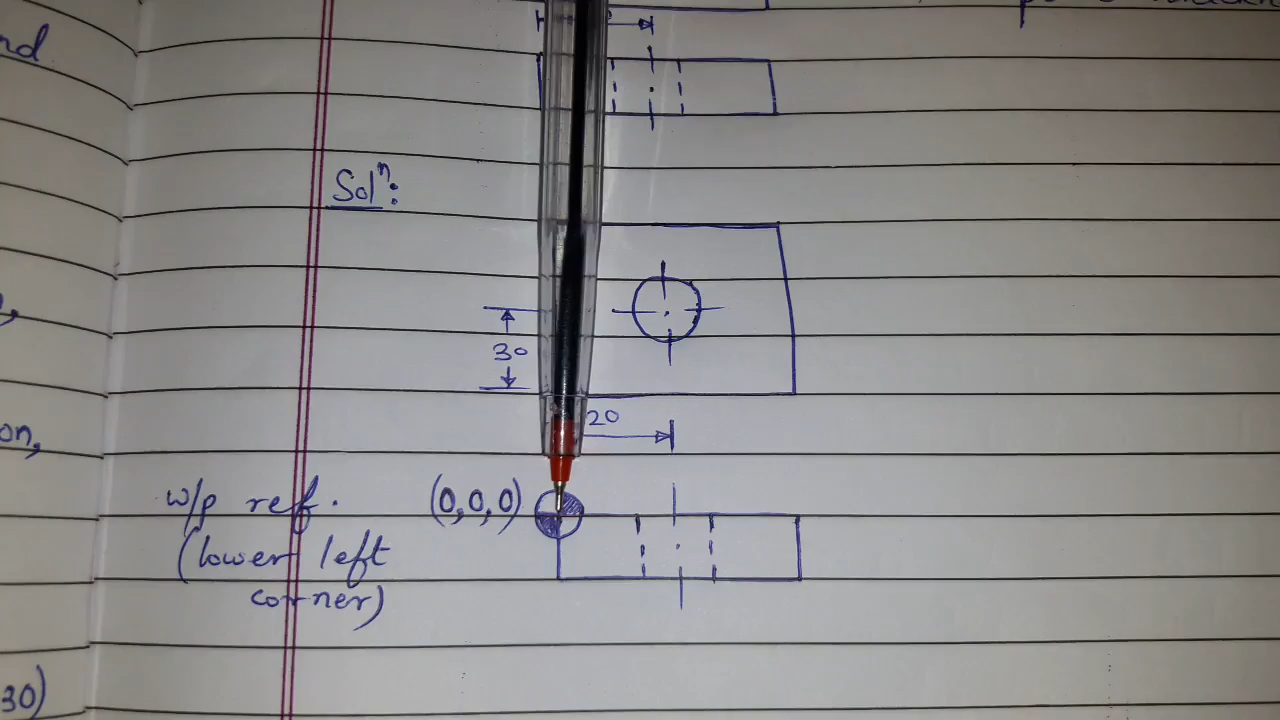 nd
Solⁿ:
30
20
on,
w/p ref. (0,0,0)
(lower left
corner)
30)